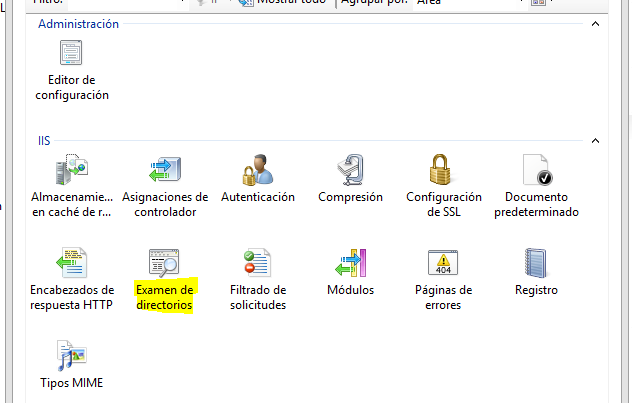 Filtro:
Mostrar todo
Agrupar por:
Área
Administración
Editor de
configuración
IIS
Almacenamie...
en caché de r...
Asignaciones de
controlador
Autenticación
Compresión
Configuración
de SSL
Documento
predeterminado
Encabezados de
respuesta HTTP
Examen de
directorios
Filtrado de
solicitudes
Módulos
404
Páginas de
errores
Registro
Tipos MIME